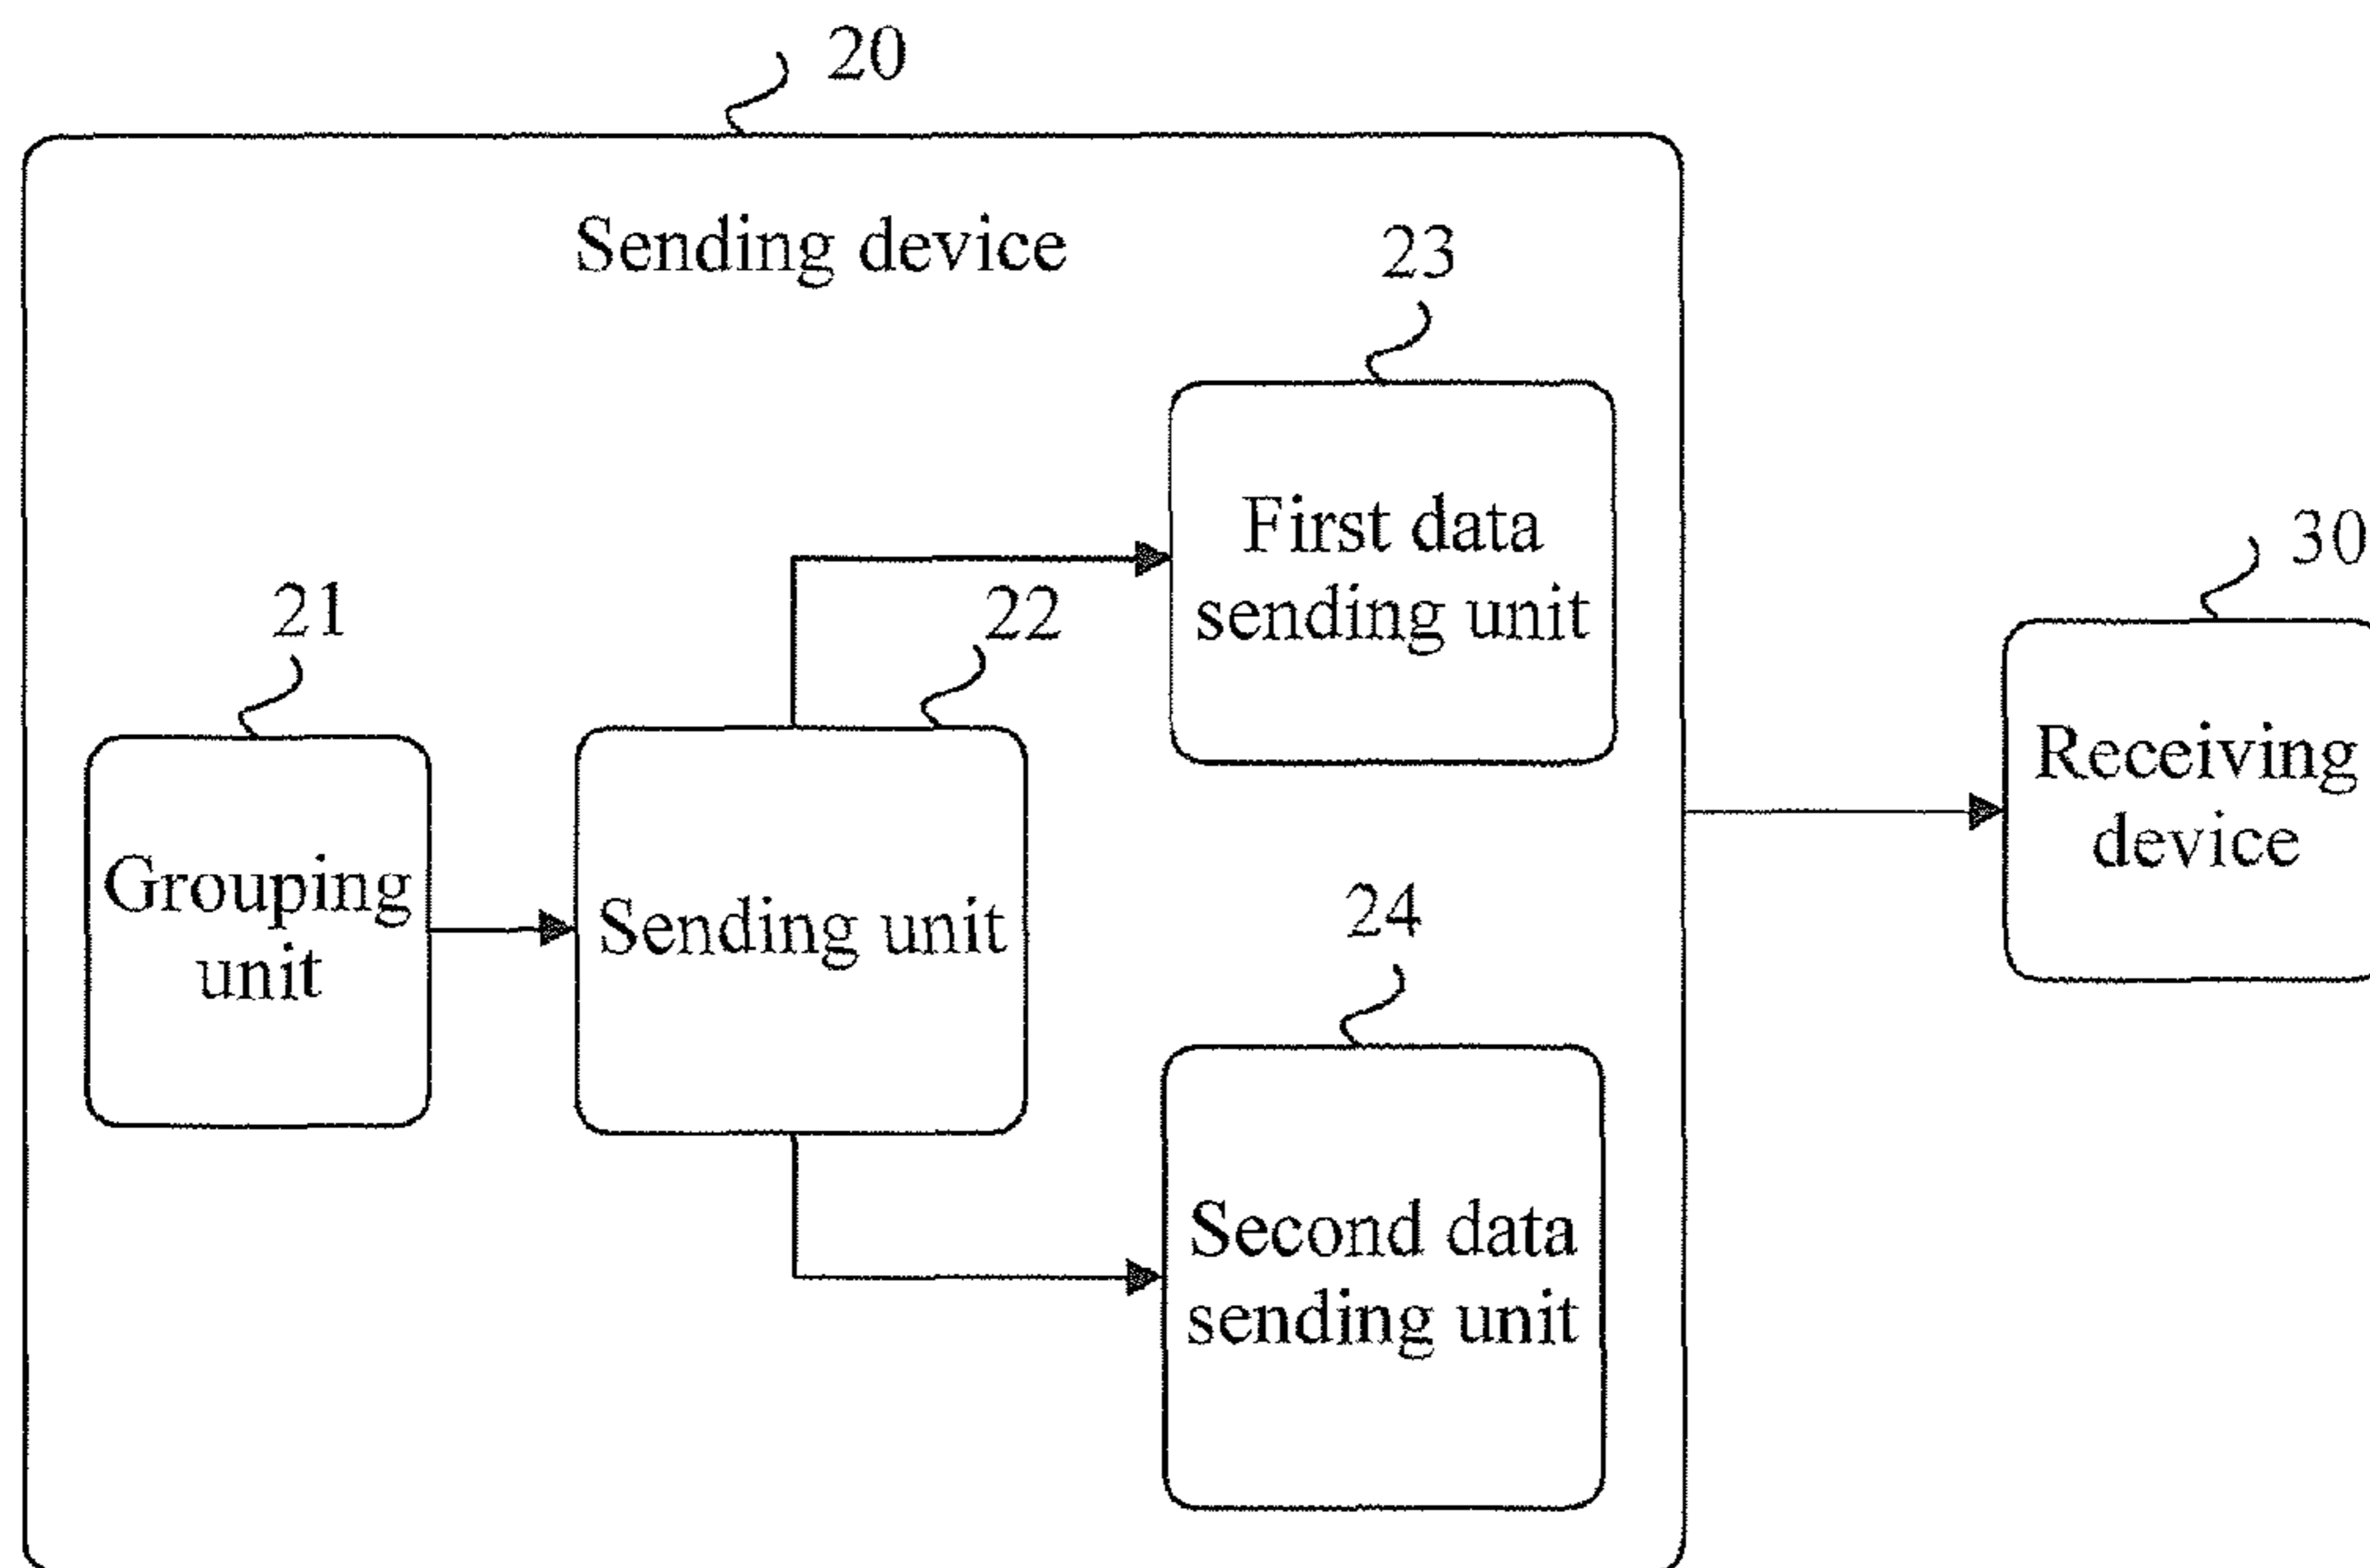 20
Sending device
23
First data
sending unit
30
21
22
Receiving
device
Grouping
unit
Sending unit
24
Second data
sending unit